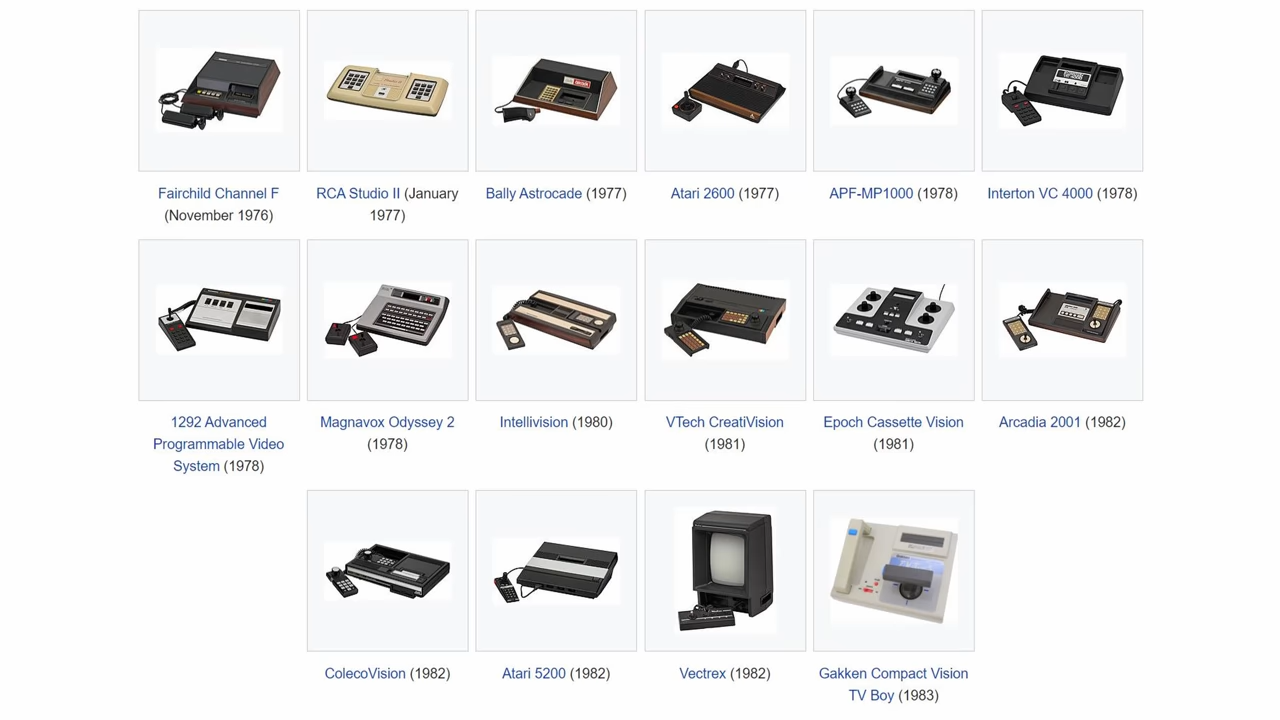 Fairchild Channel F
(November 1976)
RCA Studio II (January
1977)
Bally Astrocade (1977)
Atari 2600 (1977)
APF-MP1000 (1978)
Interton VC 4000 (1978)
1292 Advanced
Programmable Video
System (1978)
Magnavox Odyssey 2
(1978)
Intellivision (1980)
VTech CreatiVision
(1981)
Epoch Cassette Vision
(1981)
Arcadia 2001 (1982)
ColecoVision (1982)
Atari 5200 (1982)
Vectrex (1982)
Gakken Compact Vision
TV Boy (1983)